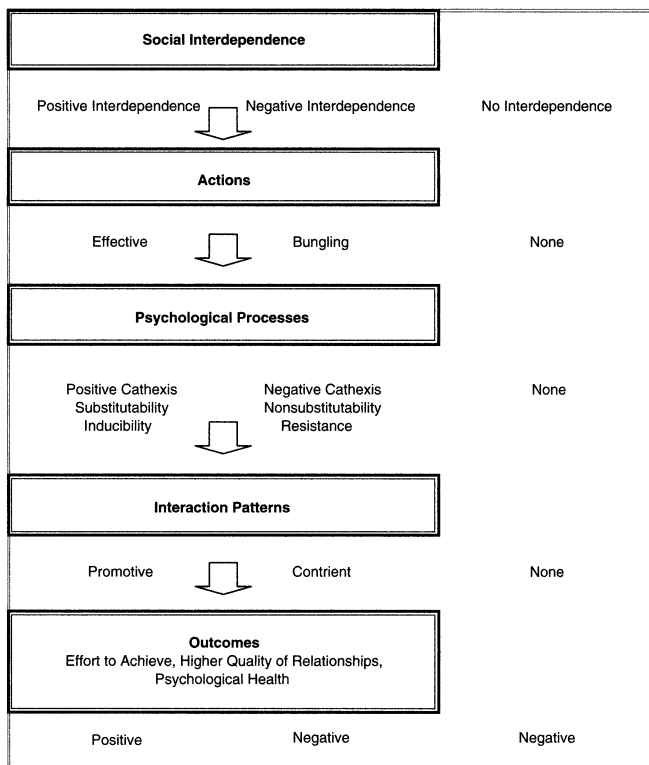 Social Interdependence
Positive Interdependence Negative Interdependence No Interdependence
Actions
Effective Bungling None
Psychological Processes
Positive Cathexis Negative Cathexis None
Substitutability Nonsubstitutability
Inducibility Resistance
Interaction Patterns
Promotive Contrient None
Outcomes
Effort to Achieve, Higher Quality of Relationships,
Psychological Health
Positive Negative Negative